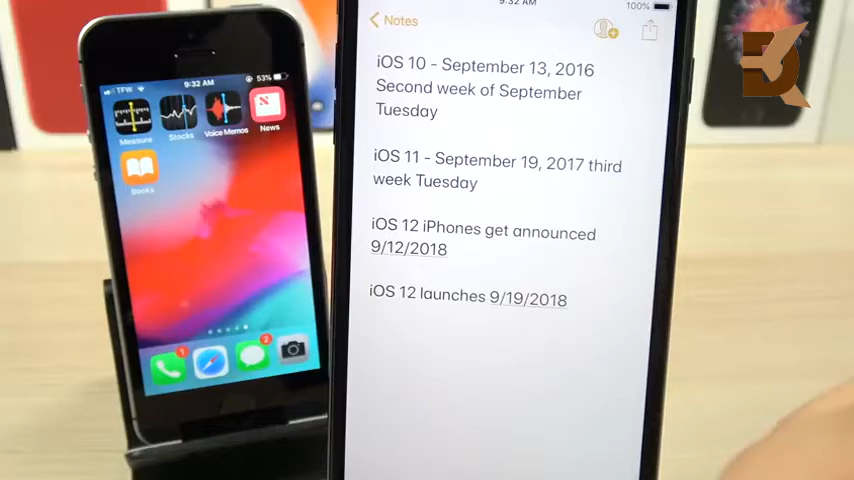 TFW
9:32 AM
53%
Measure
Stocks
Voice Memos
News
Books
1
2
9:32 AM
100%
Notes
iOS 10 - September 13, 2016
Second week of September
Tuesday
iOS 11 - September 19, 2017 third
week Tuesday
iOS 12 iPhones get announced
9/12/2018
iOS 12 launches 9/19/2018